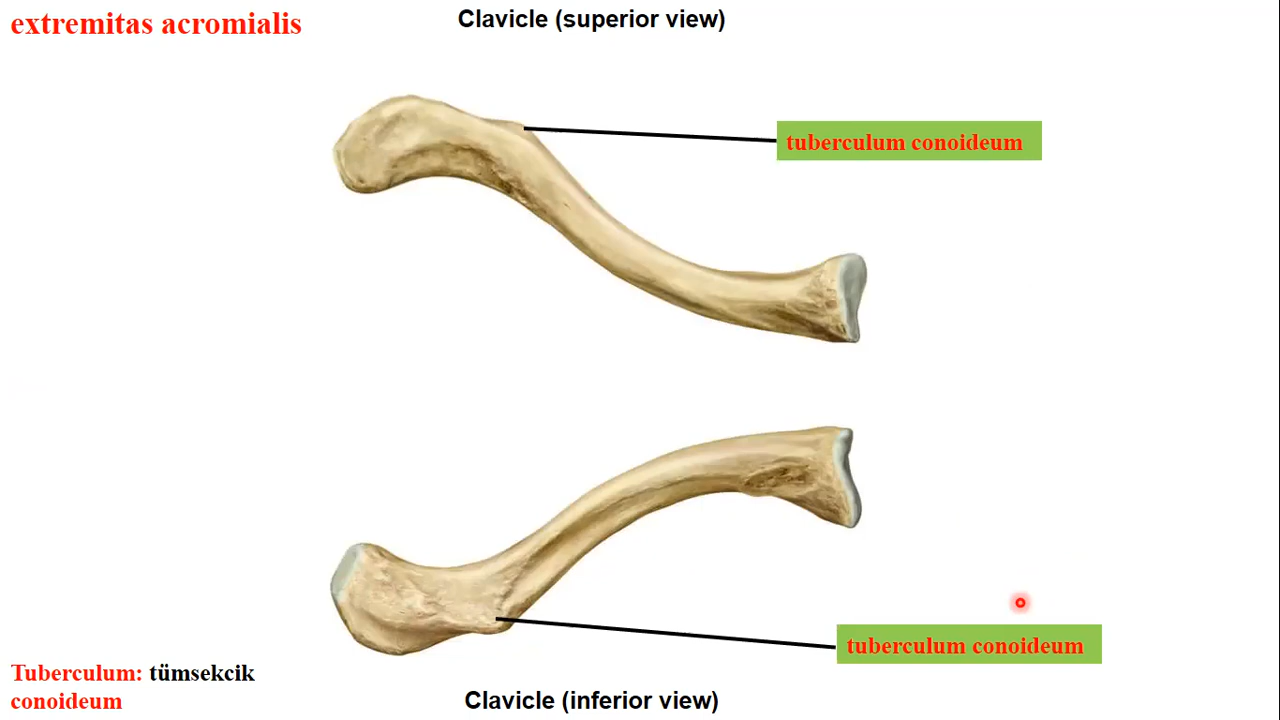 extremitas acromialis
Clavicle (superior view)
tuberculum conoideum
tuberculum conoideum
Tuberculum: tümsekcik
conoideum
Clavicle (inferior view)